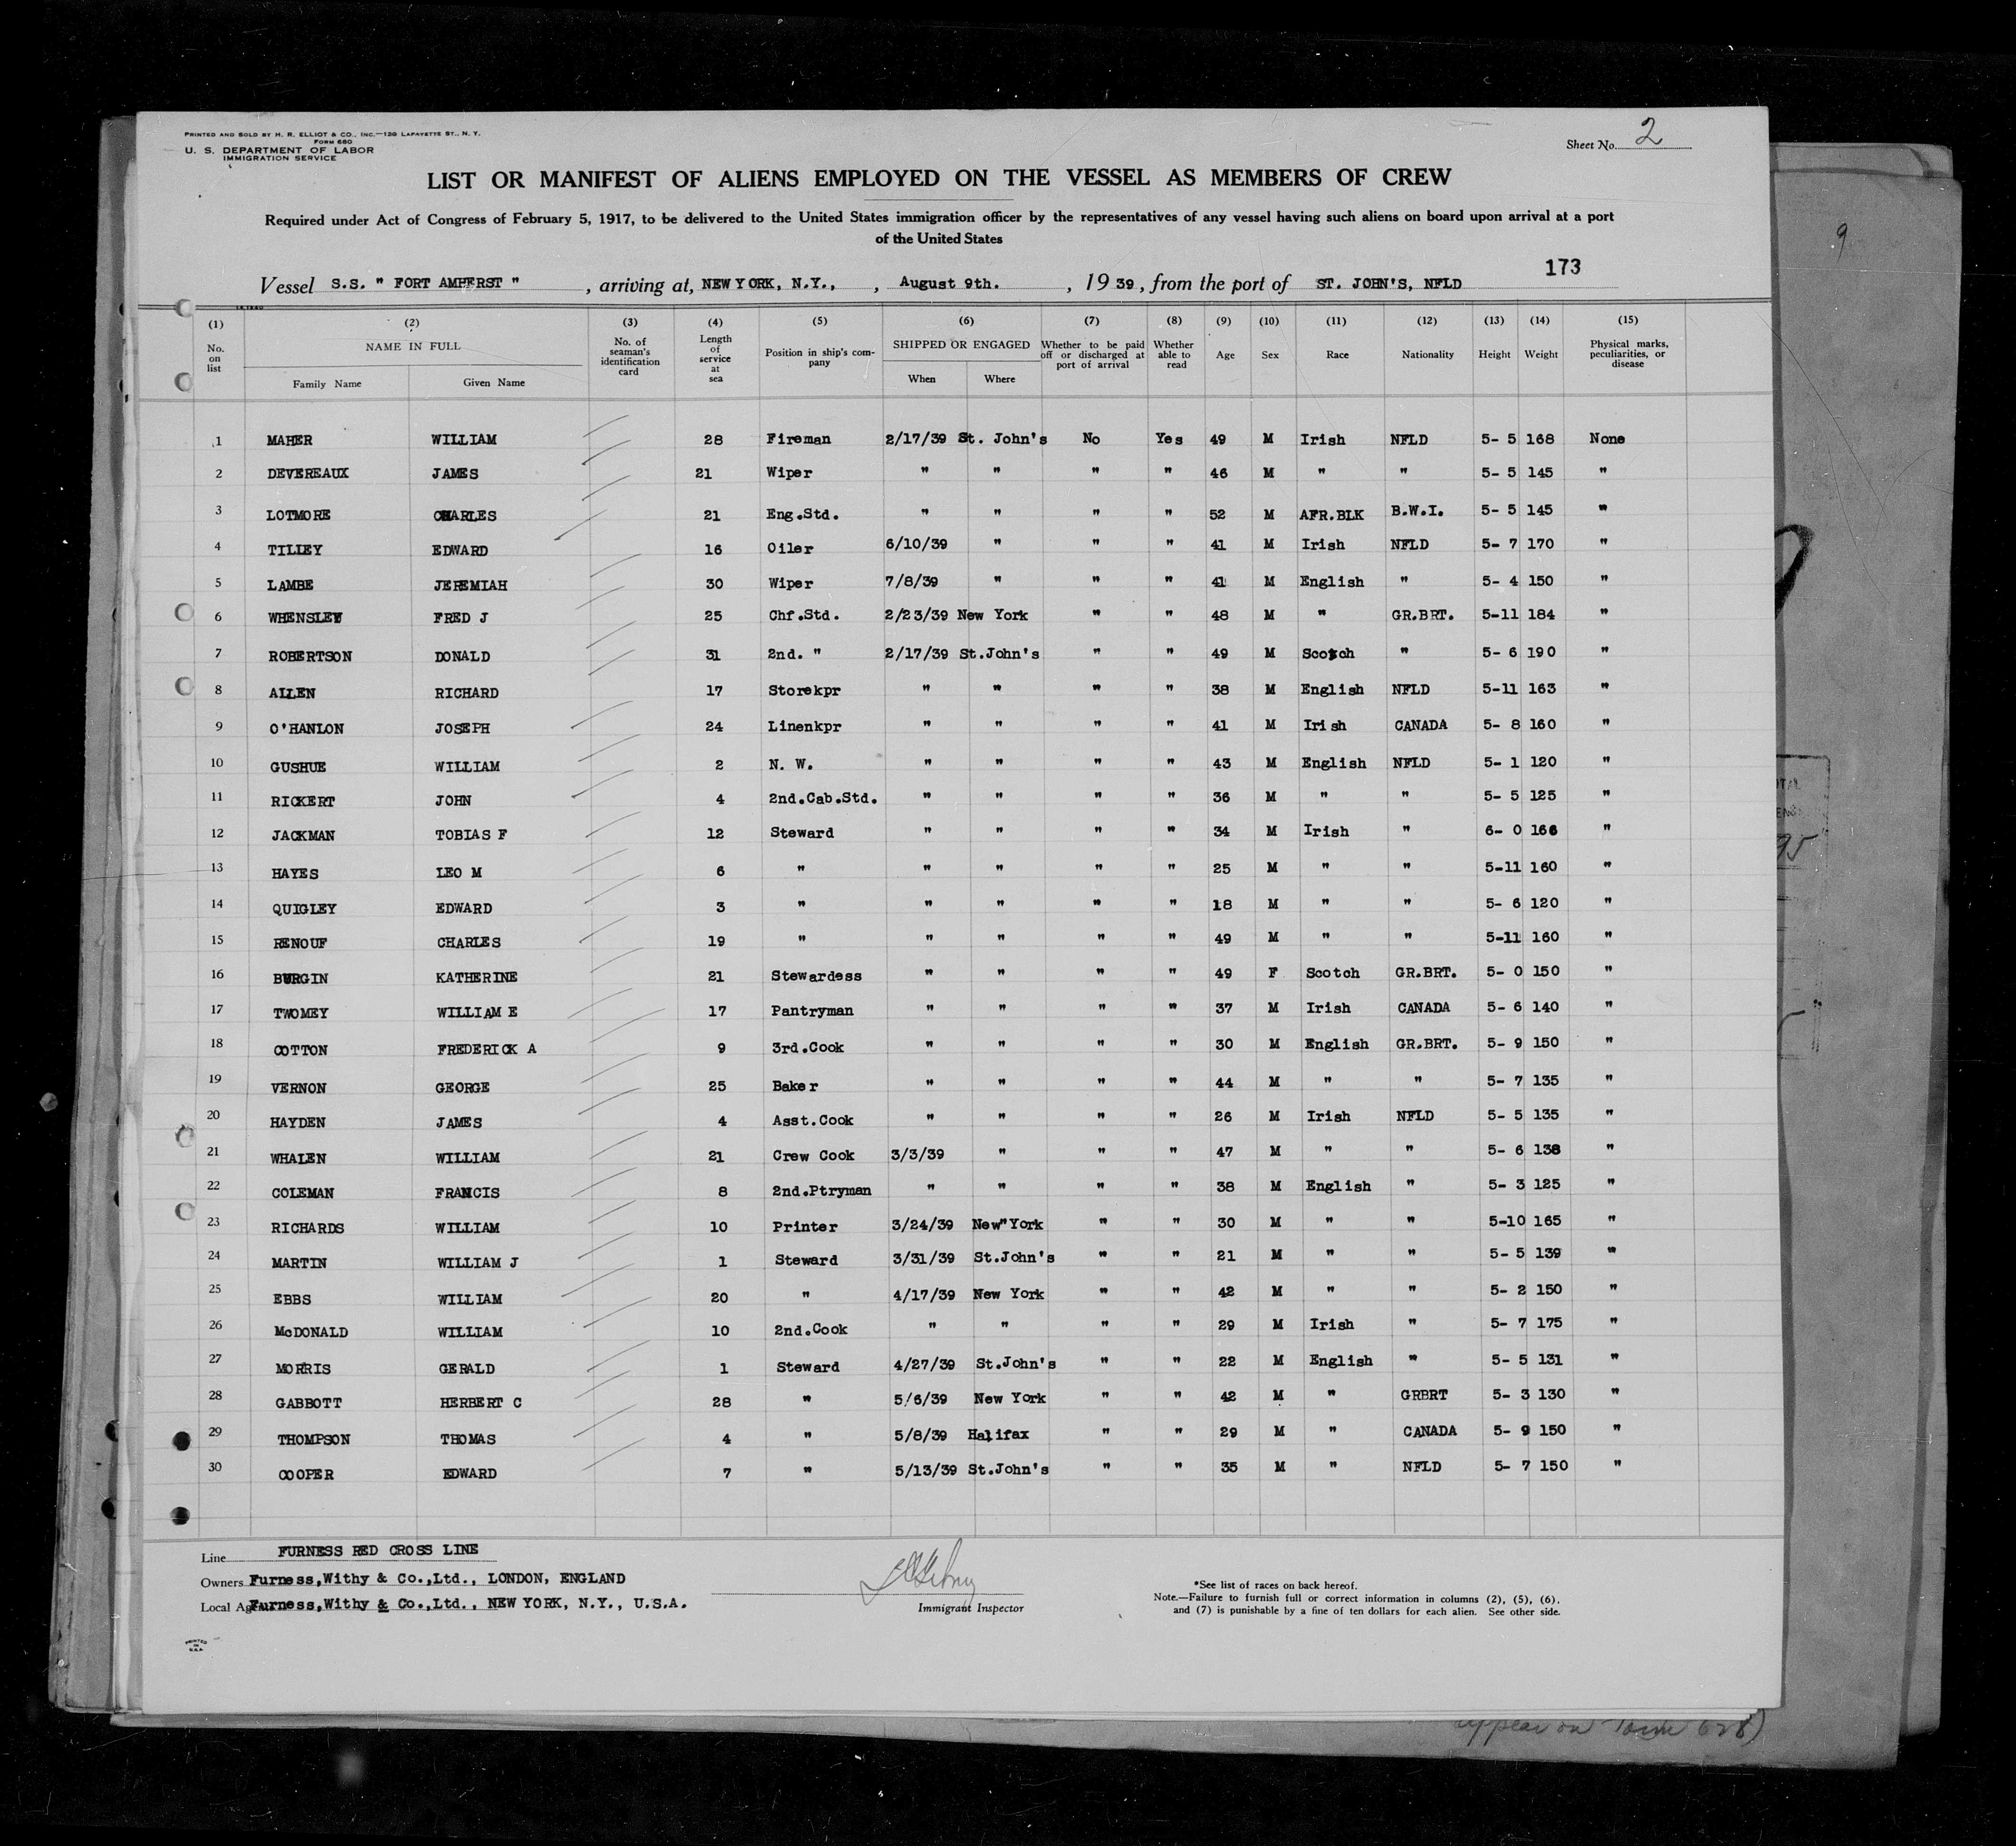 PRINTED AND SOLD BY H. R. ELLIOT & CO., INC.—120 LAFAYETTE ST., N. Y.
FORM 680
U. S. DEPARTMENT OF LABOR
IMMIGRATION SERVICE
Sheet No. 2
LIST OR MANIFEST OF ALIENS EMPLOYED ON THE VESSEL AS MEMBERS OF CREW
Required under Act of Congress of February 5, 1917, to be delivered to the United States immigration officer by the representatives of any vessel having such aliens on board upon arrival at a port
of the United States
173
9
Vessel S.S. " FORT AMHERST ", arriving at, NEW YORK, N.Y., , August 9th. , 19 39, from the port of ST. JOHN'S, NFLD
(1) (2) (3) (4) (5) (6) (7) (8) (9) (10) (11) (12) (13) (14) (15)
No. on list NAME IN FULL Family Name Given Name No. of seaman's identification card Length of service at sea Position in ship's company SHIPPED OR ENGAGED When Where Whether to be paid off or discharged at port of arrival Whether able to read Age Sex Race Nationality Height Weight Physical marks, peculiarities, or disease
1 MAHER WILLIAM 28 Fireman 2/17/39 St. John's No Yes 49 M Irish NFLD 5- 5 168 None
2 DEVEREAUX JAMES 21 Wiper " " " " 46 M " " 5- 5 145 "
3 LOTMORE CHARLES 21 Eng.Std. " " " " 52 M AFR.BLK B.W.I. 5- 5 145 "
4 TILLEY EDWARD 16 Oiler 6/10/39 " " " 41 M Irish NFLD 5- 7 170 "
5 LAMBE JEREMIAH 30 Wiper 7/8/39 " " " 41 M English " 5- 4 150 "
6 WHENSLEY FRED J 25 Chf.Std. 2/23/39 New York " " 48 M " GR.BRT. 5-11 184 "
7 ROBERTSON DONALD 31 2nd. " 2/17/39 St.John's " " 49 M Scotch " 5- 6 190 "
8 ALLEN RICHARD 17 Storekpr " " " " 38 M English NFLD 5-11 163 "
9 O'HANLON JOSEPH 24 Linenkpr " " " " 41 M Irish CANADA 5- 8 160 "
10 GUSHUE WILLIAM 2 N. W. " " " " 43 M English NFLD 5- 1 120 "
11 RICKERT JOHN 4 2nd.Cab.Std. " " " " 36 M " " 5- 5 125 "
12 JACKMAN TOBIAS F 12 Steward " " " " 34 M Irish " 6- 0 166 "
13 HAYES LEO M 6 " " " " " 25 M " " 5-11 160 "
14 QUIGLEY EDWARD 3 " " " " " 18 M " " 5- 6 120 "
15 RENOUF CHARLES 19 " " " " " 49 M " " 5-11 160 "
16 BURGIN KATHERINE 21 Stewardess " " " " 49 F Scotch GR.BRT. 5- 0 150 "
17 TWOMEY WILLIAM E 17 Pantryman " " " " 37 M Irish CANADA 5- 6 140 "
18 COTTON FREDERICK A 9 3rd.Cook " " " " 30 M English GR.BRT. 5- 9 150 "
19 VERNON GEORGE 25 Baker " " " " 44 M " " 5- 7 135 "
20 HAYDEN JAMES 4 Asst.Cook " " " " 26 M Irish NFLD 5- 5 135 "
21 WHALEN WILLIAM 21 Crew Cook 3/3/39 " " " 47 M " " 5- 6 138 "
22 COLEMAN FRANCIS 8 2nd.Ptryman " " " " 38 M English " 5- 3 125 "
23 RICHARDS WILLIAM 10 Printer 3/24/39 New"York " " 30 M " " 5-10 165 "
24 MARTIN WILLIAM J 1 Steward 3/31/39 St.John's " " 21 M " " 5- 5 139 "
25 EBBS WILLIAM 20 " 4/17/39 New York " " 42 M " " 5- 2 150 "
26 McDONALD WILLIAM 10 2nd.Cook " " " " 29 M Irish " 5- 7 175 "
27 MORRIS GERALD 1 Steward 4/27/39 St.John's " " 22 M English " 5- 5 131 "
28 GABBOTT HERBERT C 28 " 5/6/39 New York " " 42 M " GRBRT 5- 3 130 "
29 THOMPSON THOMAS 4 " 5/8/39 Halifax " " 29 M " CANADA 5- 9 150 "
30 COOPER EDWARD 7 " 5/13/39 St.John's " " 35 M " NFLD 5- 7 150 "
Line FURNESS RED CROSS LINE
Owners Furness,Withy & Co.,Ltd., LONDON, ENGLAND
Local Furness,Withy & Co.,Ltd., NEW YORK, N.Y., U.S.A.
Immigrant Inspector
*See list of races on back hereof.
Note.—Failure to furnish full or correct information in columns (2), (5), (6),
and (7) is punishable by a fine of ten dollars for each alien. See other side.
PRINTED
IN
U.S.A.
appear on Form 628)